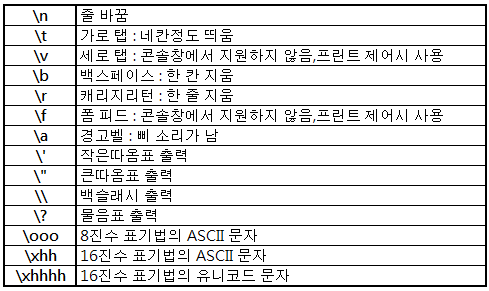 \n 줄 바꿈
\t 가로 탭 : 네칸정도 띄움
\v 세로 탭 : 콘솔창에서 지원하지 않음,프린트 제어시 사용
\b 백스페이스 : 한 칸 지움
\r 캐리지리턴 : 한 줄 지움
\f 폼 피드 : 콘솔창에서 지원하지 않음,프린트 제어시 사용
\a 경고벨 : 삐 소리가 남
\' 작은따옴표 출력
\" 큰따옴표 출력
\\ 백슬래시 출력
\? 물음표 출력
\ooo 8진수 표기법의 ASCII 문자
\xhh 16진수 표기법의 ASCII 문자
\xhhhh 16진수 표기법의 유니코드 문자